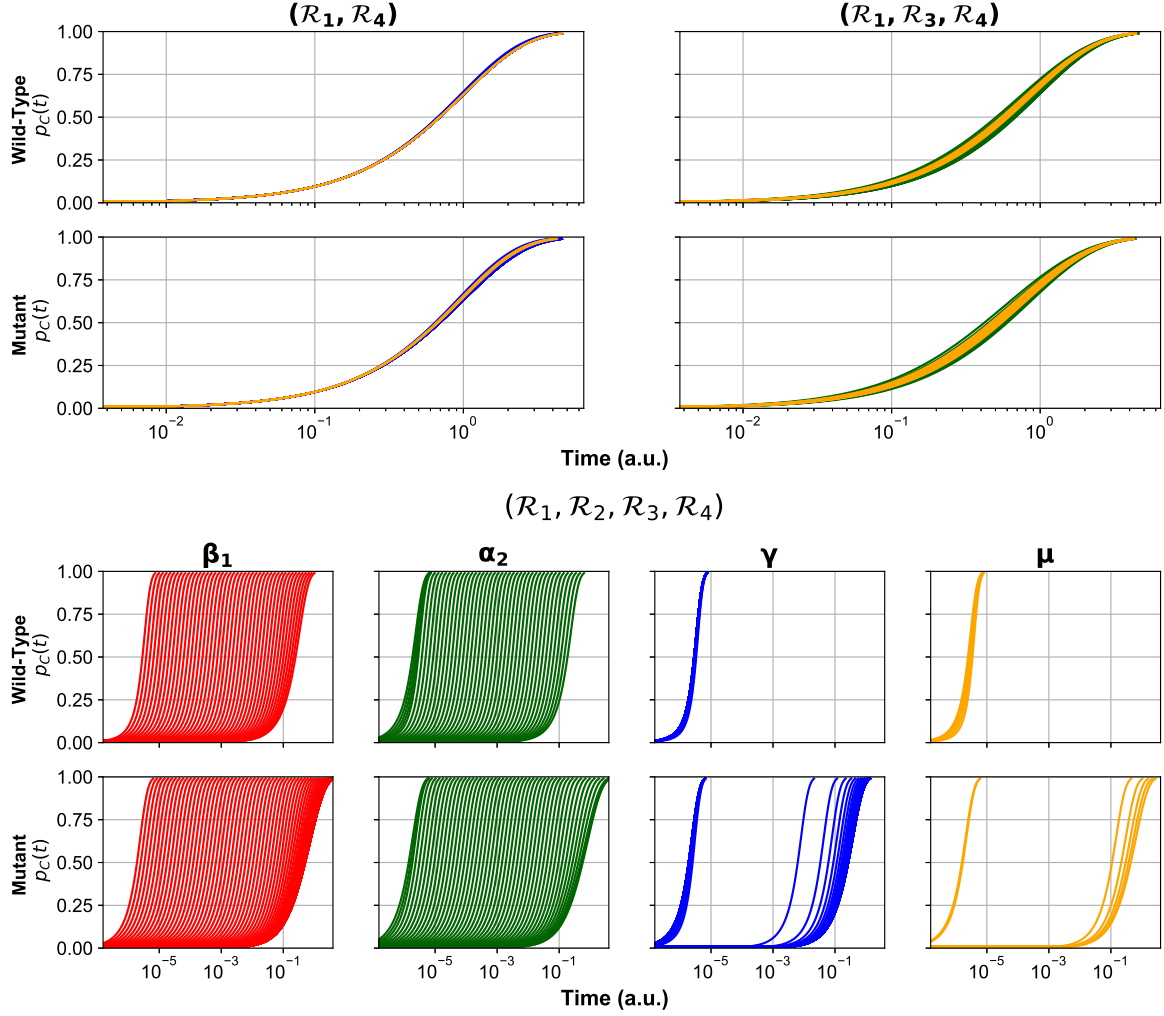 (ℛ₁, ℛ₄)
(ℛ₁, ℛ₃, ℛ₄)
Wild-Type
p_C(t)
1.00
0.75
0.50
0.25
0.00
Mutant
p_C(t)
1.00
0.75
0.50
0.25
0.00
10⁻² 10⁻¹ 10⁰
10⁻² 10⁻¹ 10⁰
Time (a.u.)
(ℛ₁, ℛ₂, ℛ₃, ℛ₄)
β₁
α₂
γ
μ
Wild-Type
p_C(t)
1.00
0.75
0.50
0.25
0.00
Mutant
p_C(t)
1.00
0.75
0.50
0.25
0.00
10⁻⁵ 10⁻³ 10⁻¹
10⁻⁵ 10⁻³ 10⁻¹
10⁻⁵ 10⁻³ 10⁻¹
10⁻⁵ 10⁻³ 10⁻¹
Time (a.u.)